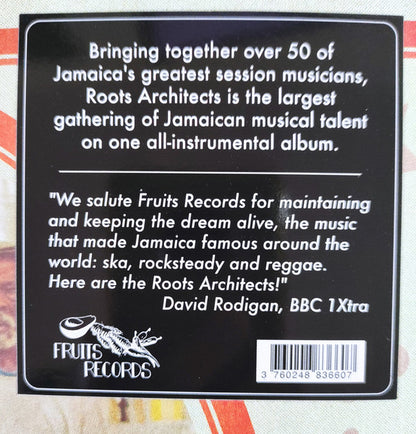 Bringing together over 50 of
Jamaica's greatest session musicians,
Roots Architects is the largest
gathering of Jamaican musical talent
on one all-instrumental album.
"We salute Fruits Records for maintaining
and keeping the dream alive, the music
that made Jamaica famous around the
world: ska, rocksteady and reggae.
Here are the Roots Architects!"
David Rodigan, BBC 1Xtra
FRUITS
RECORDS
3 760248 836607